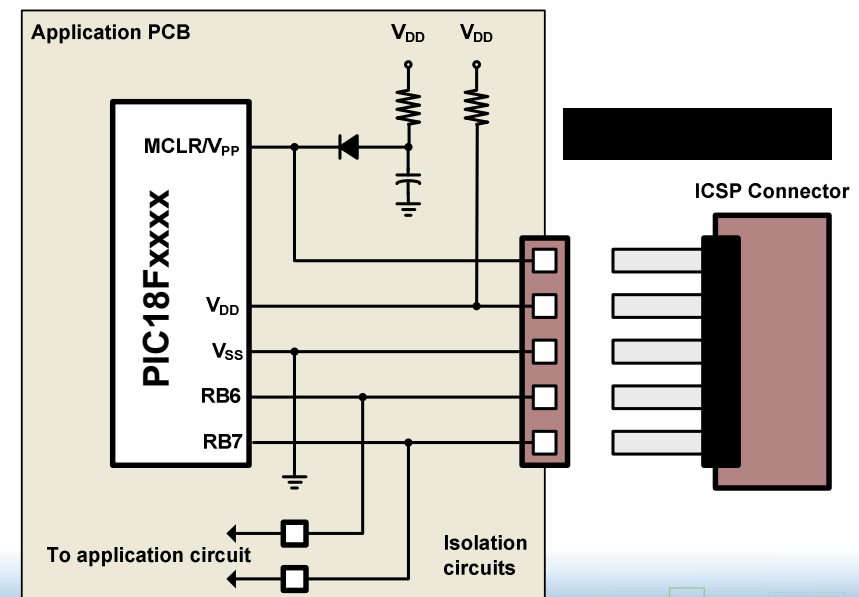 Application PCB
VDD
VDD
MCLR/VPP
ICSP Connector
PIC18Fxxxx
VDD
VSS
RB6
RB7
To application circuit
Isolation
circuits